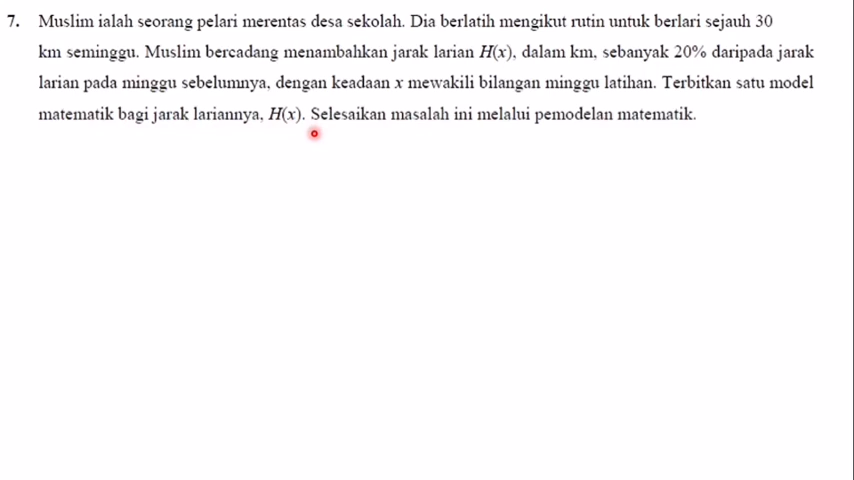 7. Muslim ialah seorang pelari merentas desa sekolah. Dia berlatih mengikut rutin untuk berlari sejauh 30
km seminggu. Muslim bercadang menambahkan jarak larian H(x), dalam km, sebanyak 20% daripada jarak
larian pada minggu sebelumnya, dengan keadaan x mewakili bilangan minggu latihan. Terbitkan satu model
matematik bagi jarak lariannya, H(x). Selesaikan masalah ini melalui pemodelan matematik.